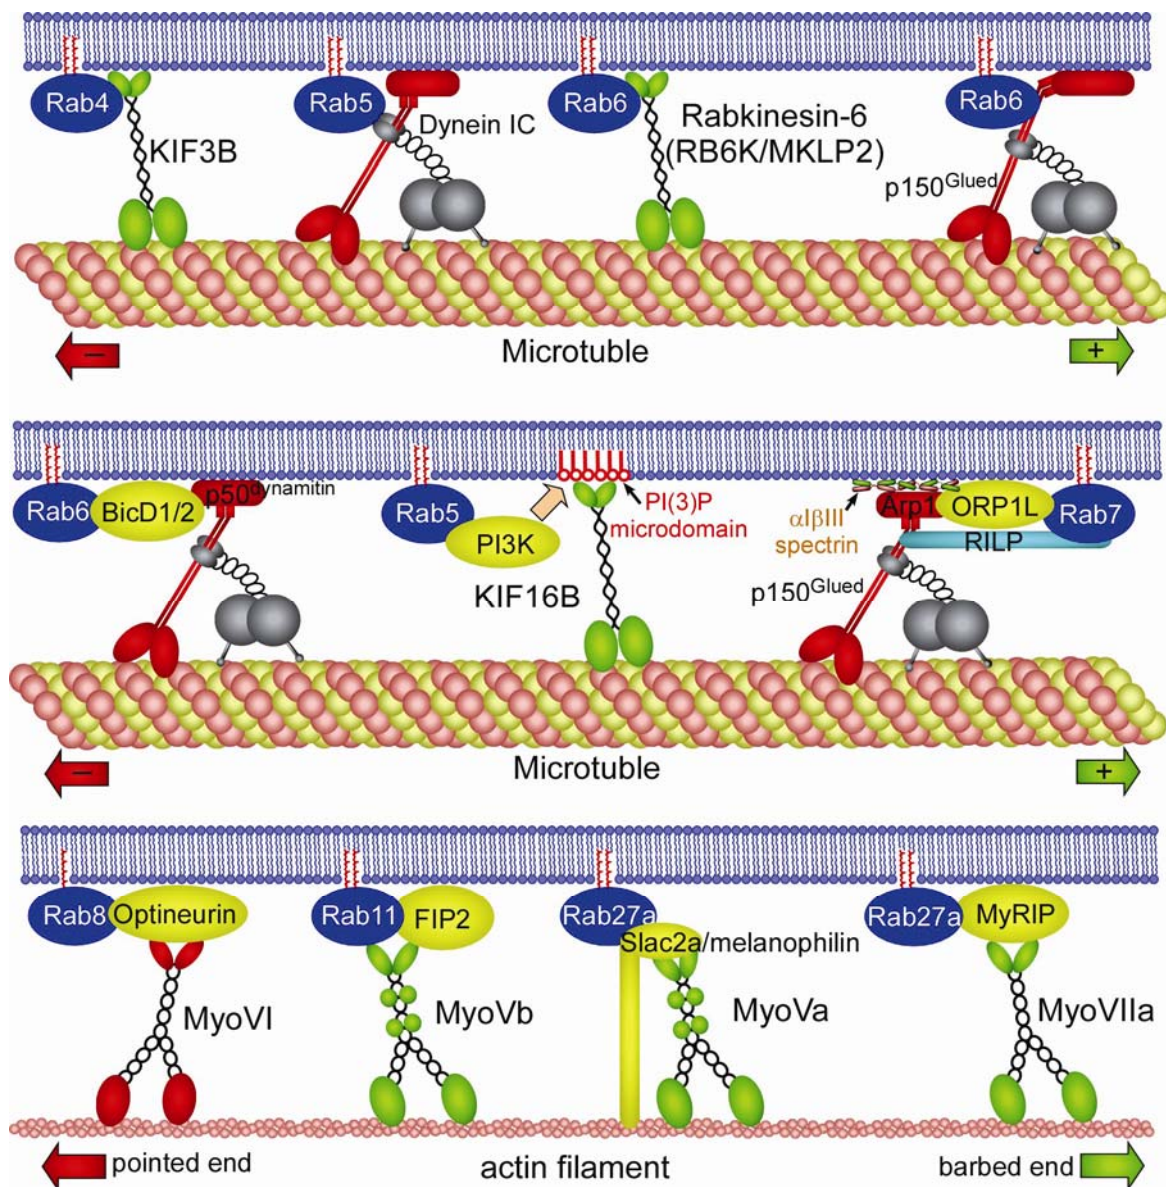 Rab4
KIF3B
Rab5
Dynein IC
Rab6
Rabkinesin-6
(RB6K/MKLP2)
Rab6
p150Glued
−
Microtuble
+
Rab6
BicD1/2
p50dynamitin
Rab5
PI3K
KIF16B
PI(3)P
microdomain
αIβIII
spectrin
Arp1
ORP1L
Rab7
RILP
p150Glued
−
Microtuble
+
Rab8
Optineurin
MyoVI
Rab11
FIP2
MyoVb
Rab27a
Slac2a/melanophilin
MyoVa
Rab27a
MyRIP
MyoVIIa
pointed end
actin filament
barbed end